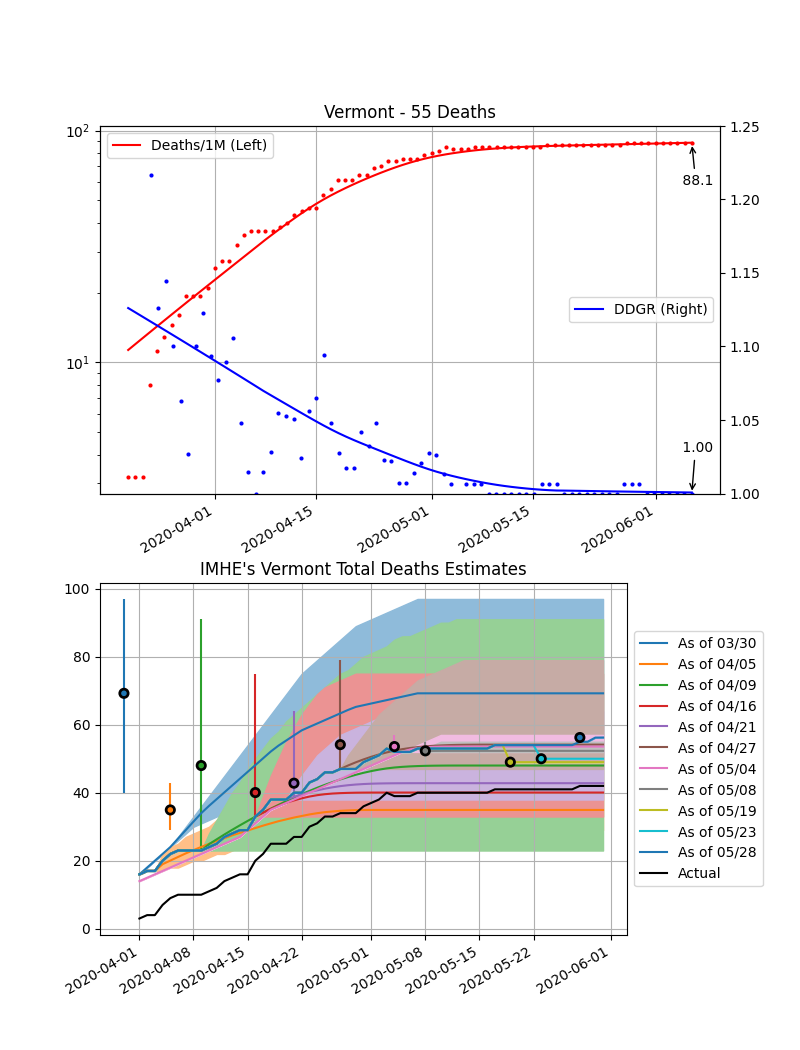 Vermont - 55 Deaths
10²
10¹
Deaths/1M (Left)
1.25
1.20
1.15
1.10
1.05
1.00
88.1
DDGR (Right)
1.00
2020-04-01
2020-04-15
2020-05-01
2020-05-15
2020-06-01
IMHE's Vermont Total Deaths Estimates
100
80
60
40
20
0
As of 03/30
As of 04/05
As of 04/09
As of 04/16
As of 04/21
As of 04/27
As of 05/04
As of 05/08
As of 05/19
As of 05/23
As of 05/28
Actual
2020-04-01
2020-04-08
2020-04-15
2020-04-22
2020-05-01
2020-05-08
2020-05-15
2020-05-22
2020-06-01